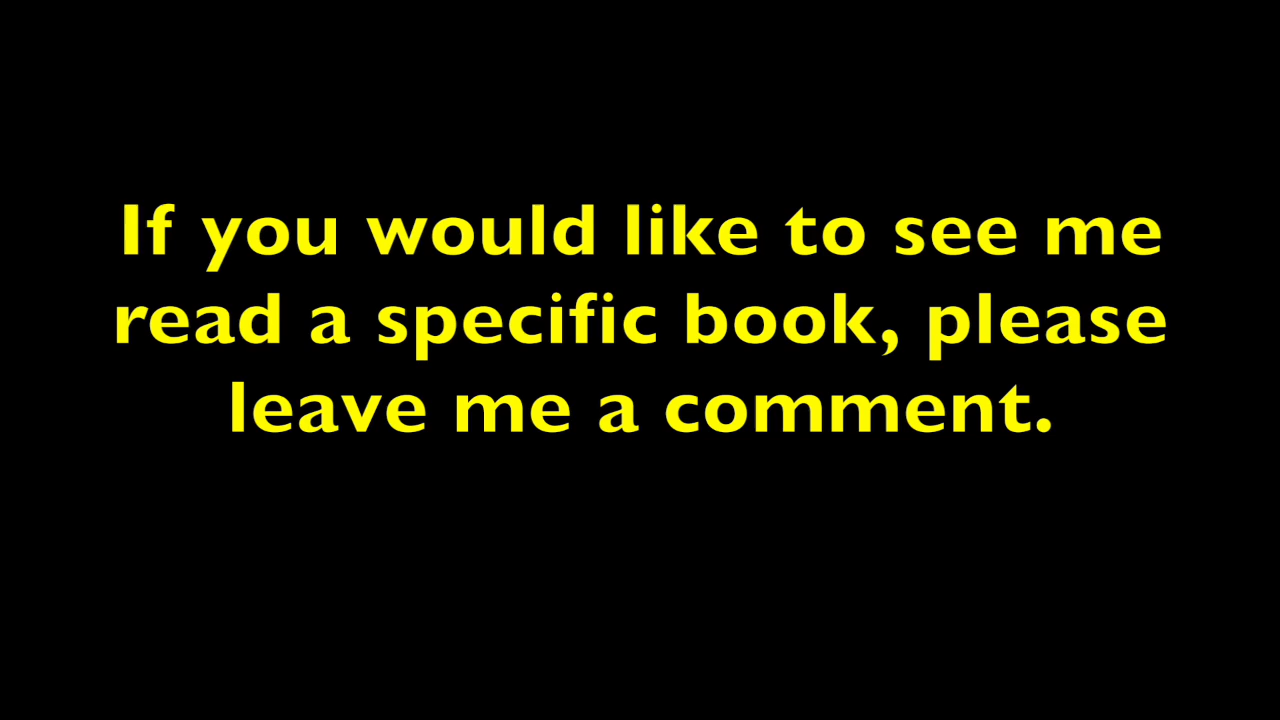 If you would like to see me
read a specific book, please
leave me a comment.